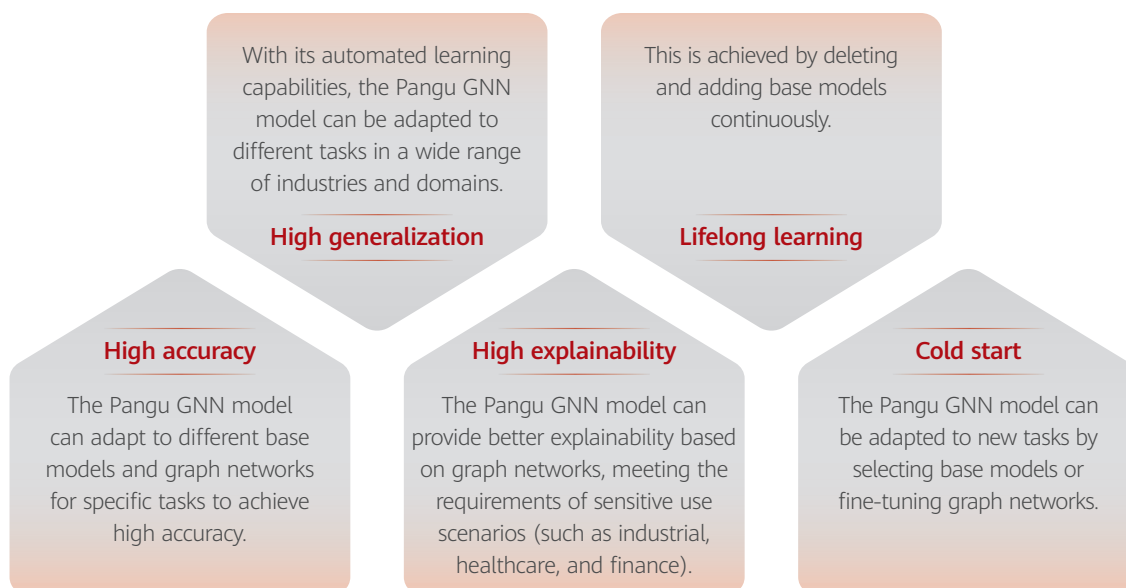 With its automated learning
capabilities, the Pangu GNN
model can be adapted to
different tasks in a wide range
of industries and domains.
High generalization
This is achieved by deleting
and adding base models
continuously.
Lifelong learning
High accuracy
The Pangu GNN model
can adapt to different base
models and graph networks
for specific tasks to achieve
high accuracy.
High explainability
The Pangu GNN model can
provide better explainability based
on graph networks, meeting the
requirements of sensitive use
scenarios (such as industrial,
healthcare, and finance).
Cold start
The Pangu GNN model can
be adapted to new tasks by
selecting base models or
fine-tuning graph networks.